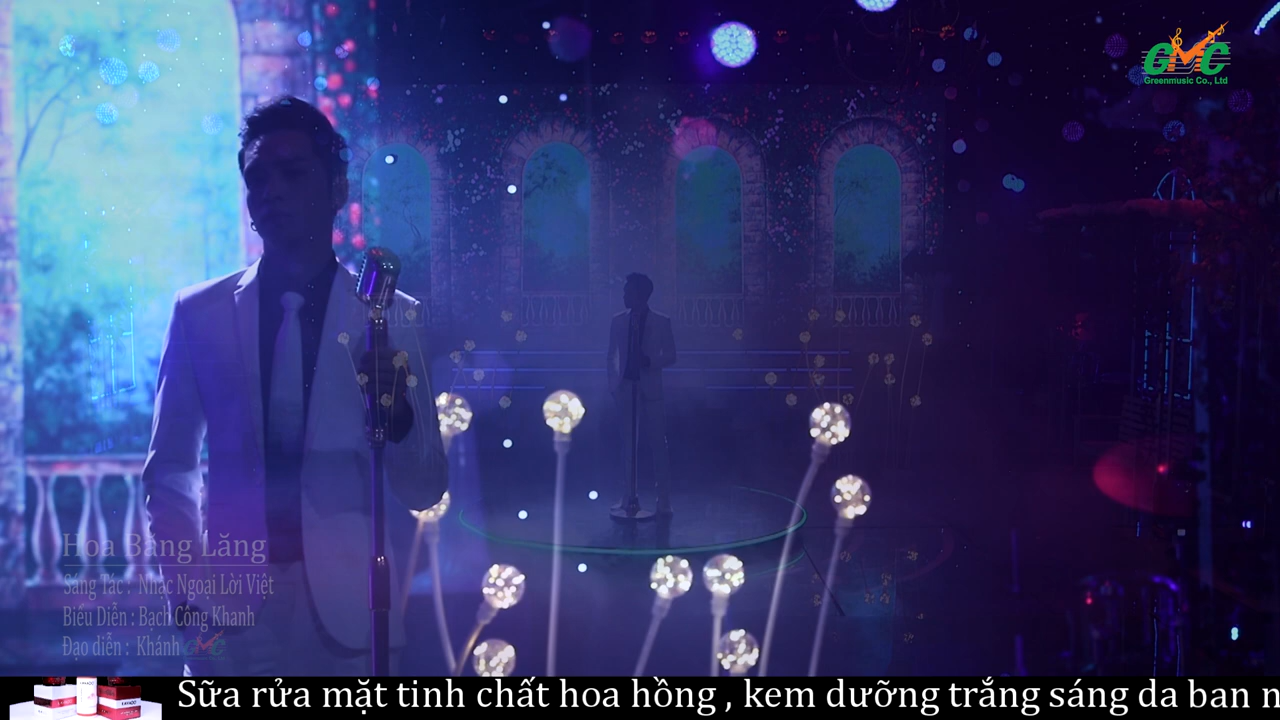 GMC
Greenmusic Co., Ltd
Hoa Bằng Lăng
Sáng Tác : Nhạc Ngoại Lời Việt
Biểu Diễn : Bạch Công Khanh
Đạo diễn : Khánh GMC
Sữa rửa mặt tinh chất hoa hồng , kem dưỡng trắng sáng da ban n